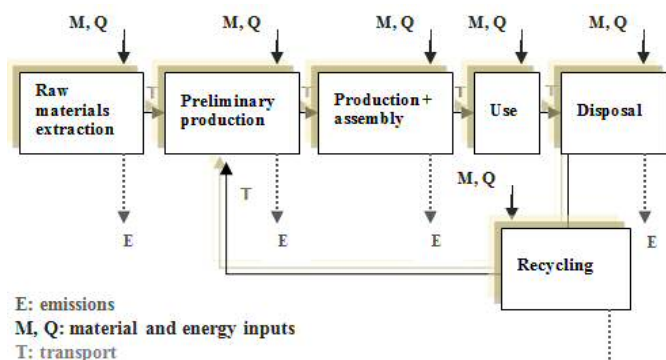 M, Q M, Q M, Q M, Q M, Q
Raw
materials
extraction
T
Preliminary
production
T
Production +
assembly
T
Use
T
Disposal
T
M, Q
E E E E
Recycling
E: emissions
M, Q: material and energy inputs
T: transport